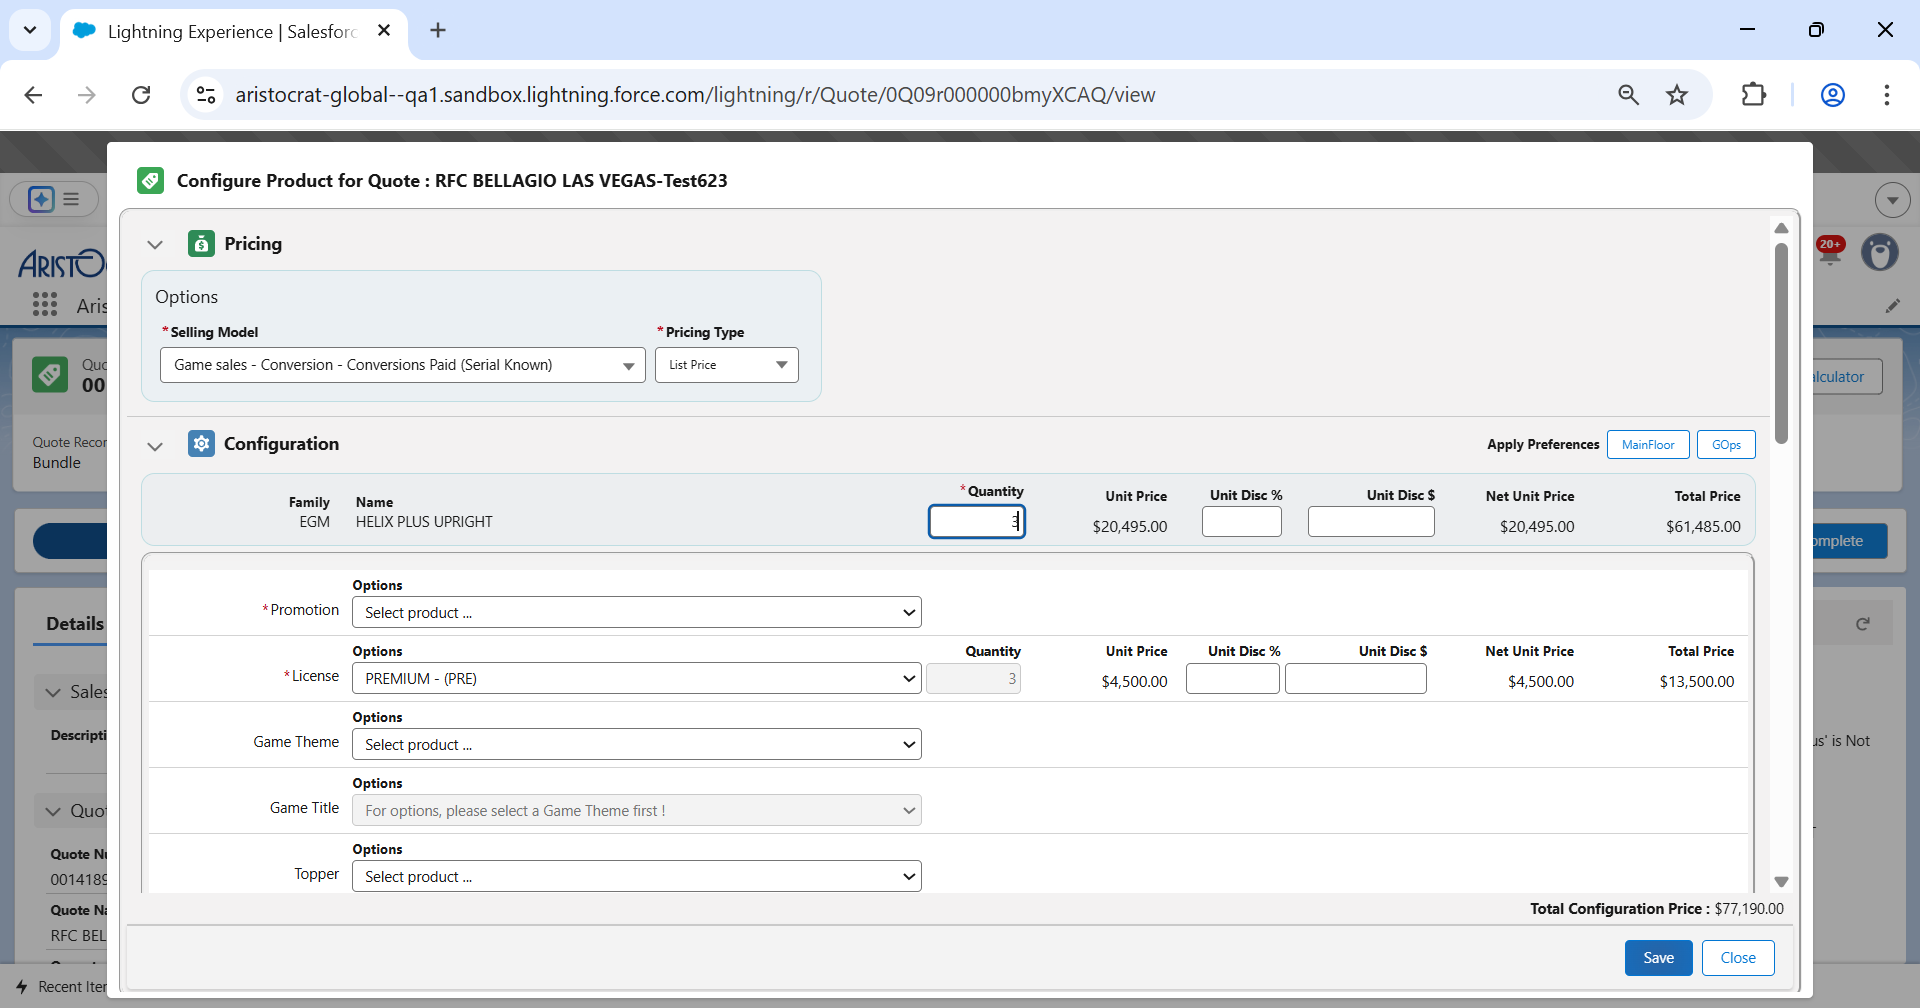 Lightning Experience | Salesforc
aristocrat-global--qa1.sandbox.lightning.force.com/lightning/r/Quote/0Q09r000000bmyXCAQ/view
Configure Product for Quote : RFC BELLAGIO LAS VEGAS-Test623
Pricing
Options
*Selling Model
*Pricing Type
Game sales - Conversion - Conversions Paid (Serial Known)
List Price
Configuration
Apply Preferences
MainFloor
GOps
Family
Name
*Quantity
Unit Price
Unit Disc %
Unit Disc $
Net Unit Price
Total Price
EGM
HELIX PLUS UPRIGHT
3
$20,495.00
$20,495.00
$61,485.00
Options
*Promotion
Select product ...
Options
Quantity
Unit Price
Unit Disc %
Unit Disc $
Net Unit Price
Total Price
*License
PREMIUM - (PRE)
3
$4,500.00
$4,500.00
$13,500.00
Options
Game Theme
Select product ...
Options
Game Title
For options, please select a Game Theme first !
Options
Topper
Select product ...
Total Configuration Price : $77,190.00
Save
Close
ARISTO
Aris
Quo
00
Quote Recor
Bundle
Details
Sales
Descripti
Quot
Quote Nu
0014189
Quote Na
RFC BEL
Recent Iter
20+
alculator
omplete
us' is Not